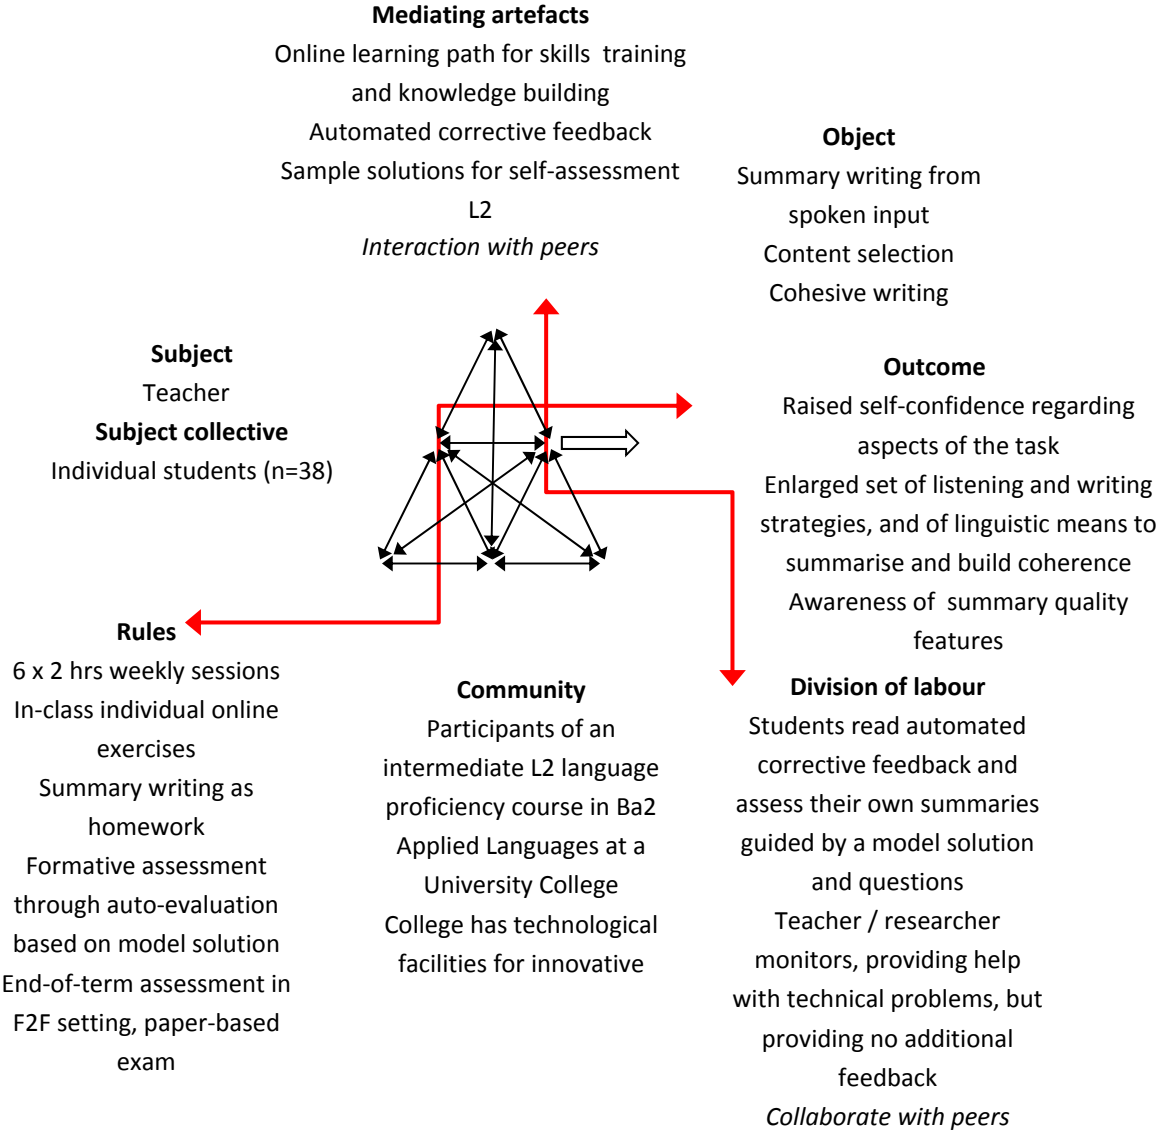 Mediating artefacts
Online learning path for skills training
and knowledge building
Automated corrective feedback
Sample solutions for self-assessment
L2
Interaction with peers
Object
Summary writing from
spoken input
Content selection
Cohesive writing
Subject
Teacher
Subject collective
Individual students (n=38)
Outcome
Raised self-confidence regarding
aspects of the task
Enlarged set of listening and writing
strategies, and of linguistic means to
summarise and build coherence
Awareness of summary quality
features
Rules
6 x 2 hrs weekly sessions
In-class individual online
exercises
Summary writing as
homework
Formative assessment
through auto-evaluation
based on model solution
End-of-term assessment in
F2F setting, paper-based
exam
Community
Participants of an
intermediate L2 language
proficiency course in Ba2
Applied Languages at a
University College
College has technological
facilities for innovative
Division of labour
Students read automated
corrective feedback and
assess their own summaries
guided by a model solution
and questions
Teacher / researcher
monitors, providing help
with technical problems, but
providing no additional
feedback
Collaborate with peers